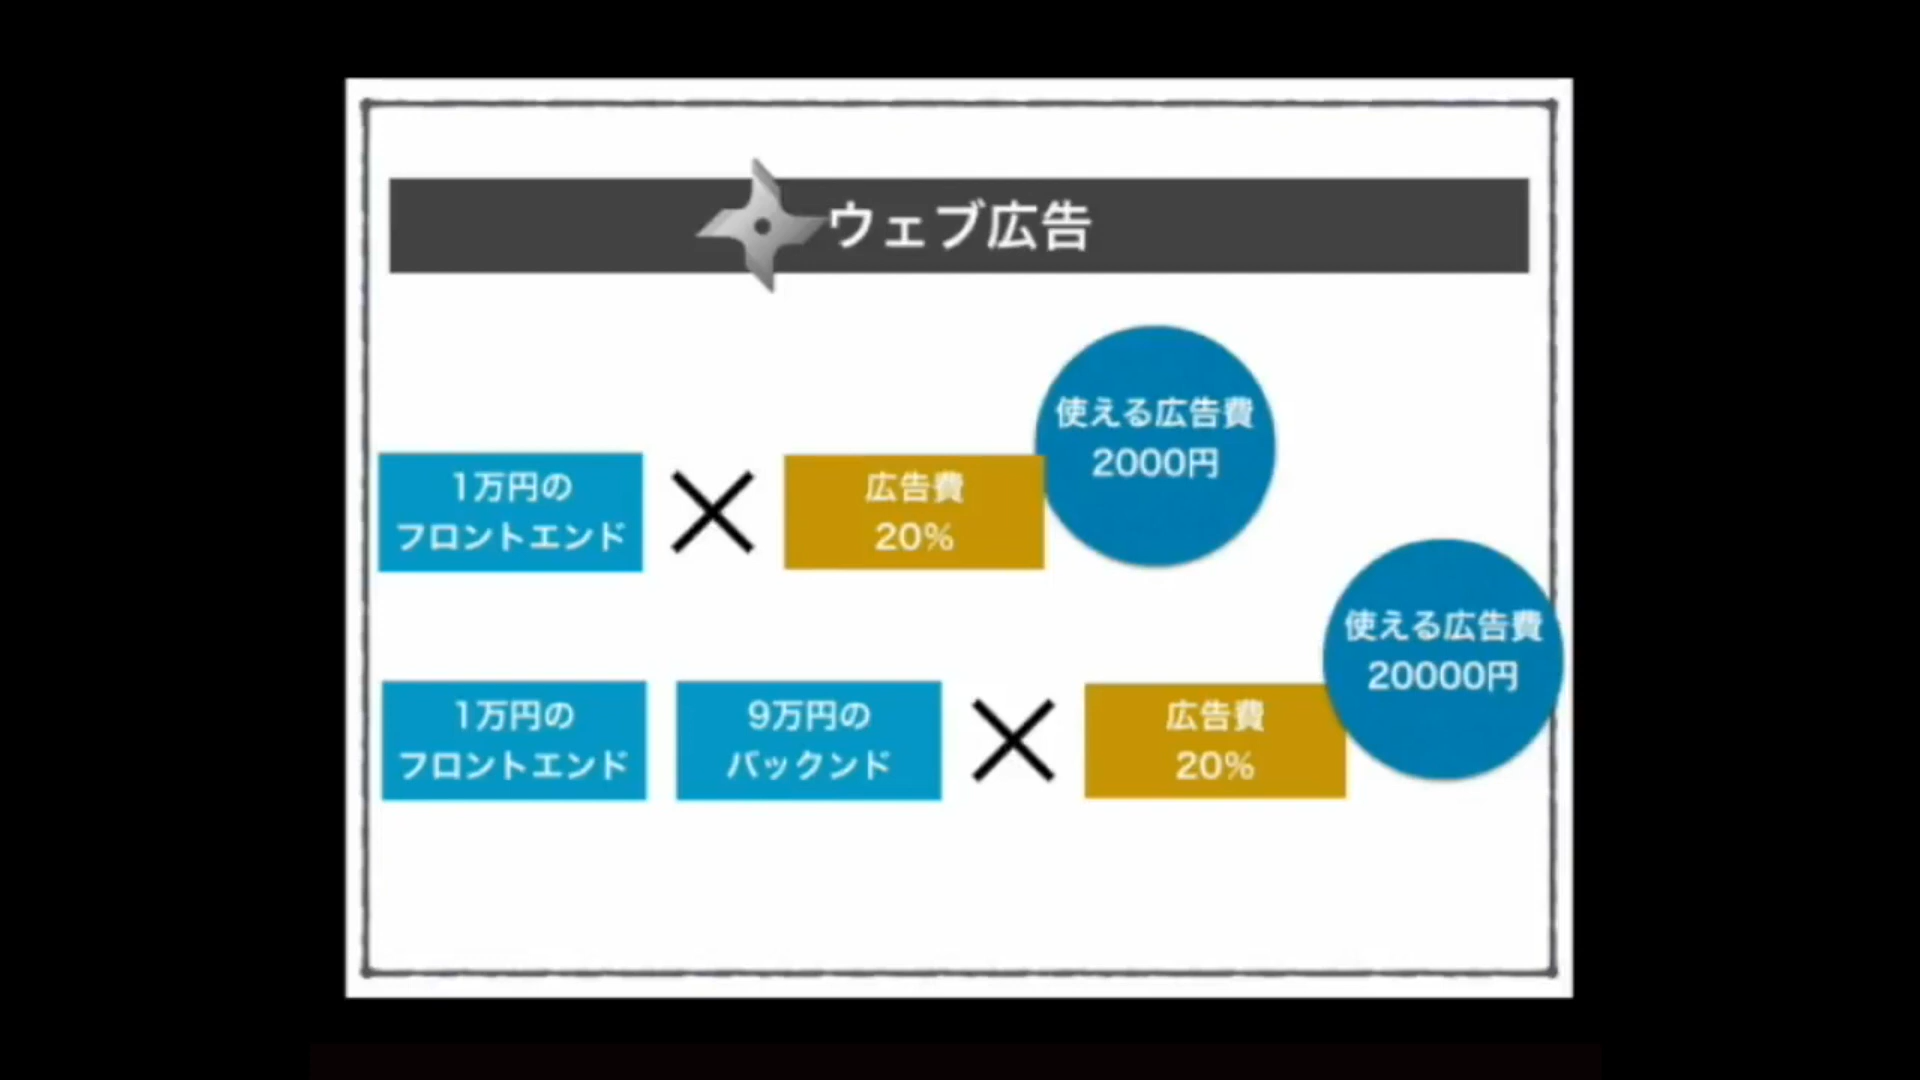 ウェブ広告
使える広告費
2000円
1万円の
フロントエンド
広告費
20%
使える広告費
20000円
1万円の
フロントエンド
9万円の
バックンド
広告費
20%